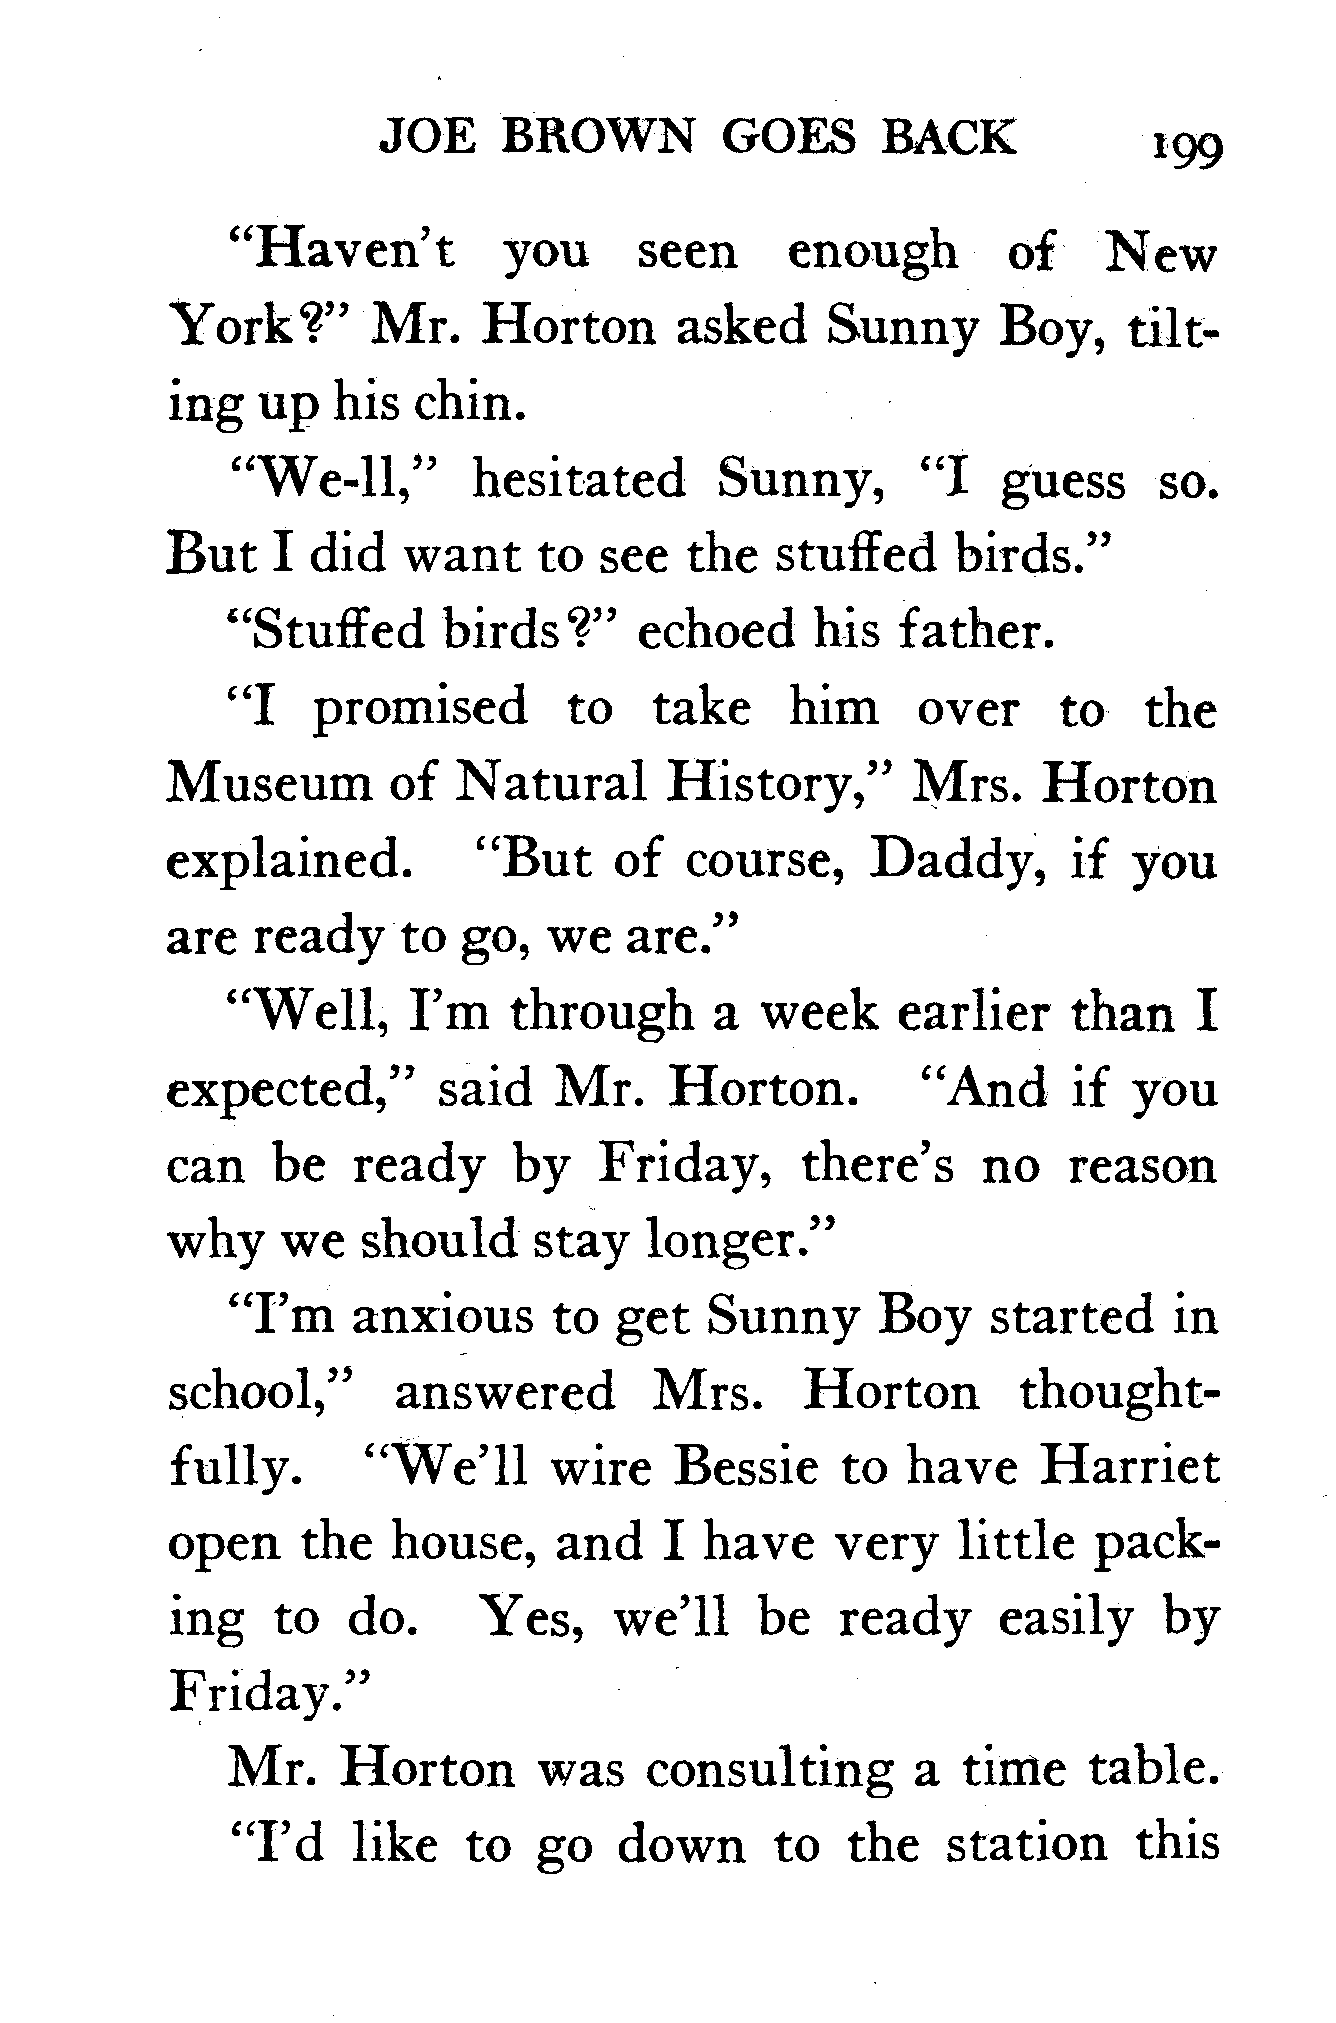 JOE BROWN GOES BACK 199
“Haven’t you seen enough of New
York?” Mr. Horton asked Sunny Boy, tilt-
ing up his chin.
“We-ll,” hesitated Sunny, “I guess so.
But I did want to see the stuffed birds.”
“Stuffed birds?” echoed his father.
“I promised to take him over to the
Museum of Natural History,” Mrs. Horton
explained. “But of course, Daddy, if you
are ready to go, we are.”
“Well, I’m through a week earlier than I
expected,” said Mr. Horton. “And if you
can be ready by Friday, there’s no reason
why we should stay longer.”
“I’m anxious to get Sunny Boy started in
school,” answered Mrs. Horton thought-
fully. “We’ll wire Bessie to have Harriet
open the house, and I have very little pack-
ing to do. Yes, we’ll be ready easily by
Friday.”
Mr. Horton was consulting a time table.
“I’d like to go down to the station this